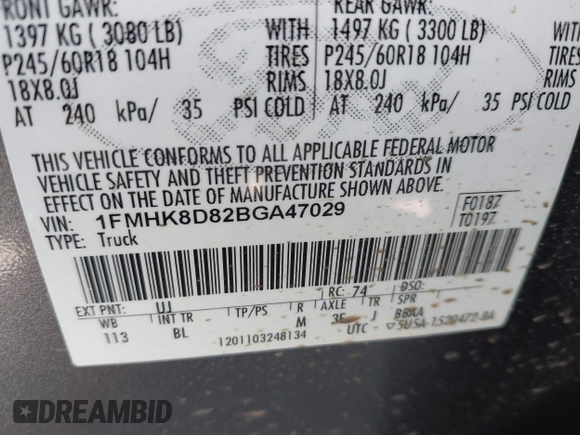 FRONT GAWR:
REAR GAWR:
1397 KG ( 3080 LB) WITH 1497 KG ( 3300 LB) WITH
P245/60R18 104H TIRES P245/60R18 104H TIRES
18X8.0J RIMS 18X8.0J RIMS
AT 240 kPa/ 35 PSI COLD AT 240 kPa/ 35 PSI COLD
THIS VEHICLE CONFORMS TO ALL APPLICABLE FEDERAL MOTOR
VEHICLE SAFETY AND THEFT PREVENTION STANDARDS IN
EFFECT ON THE DATE OF MANUFACTURE SHOWN ABOVE.
VIN: 1FMHK8D82BGA47029
F0187
T0197
TYPE: Truck
EXT PNT: UJ RC: 74 DSO:
WB INT TR TP/PS R AXLE TR SPR
113 BL M 3E J BBAA
1201103248134 UTC